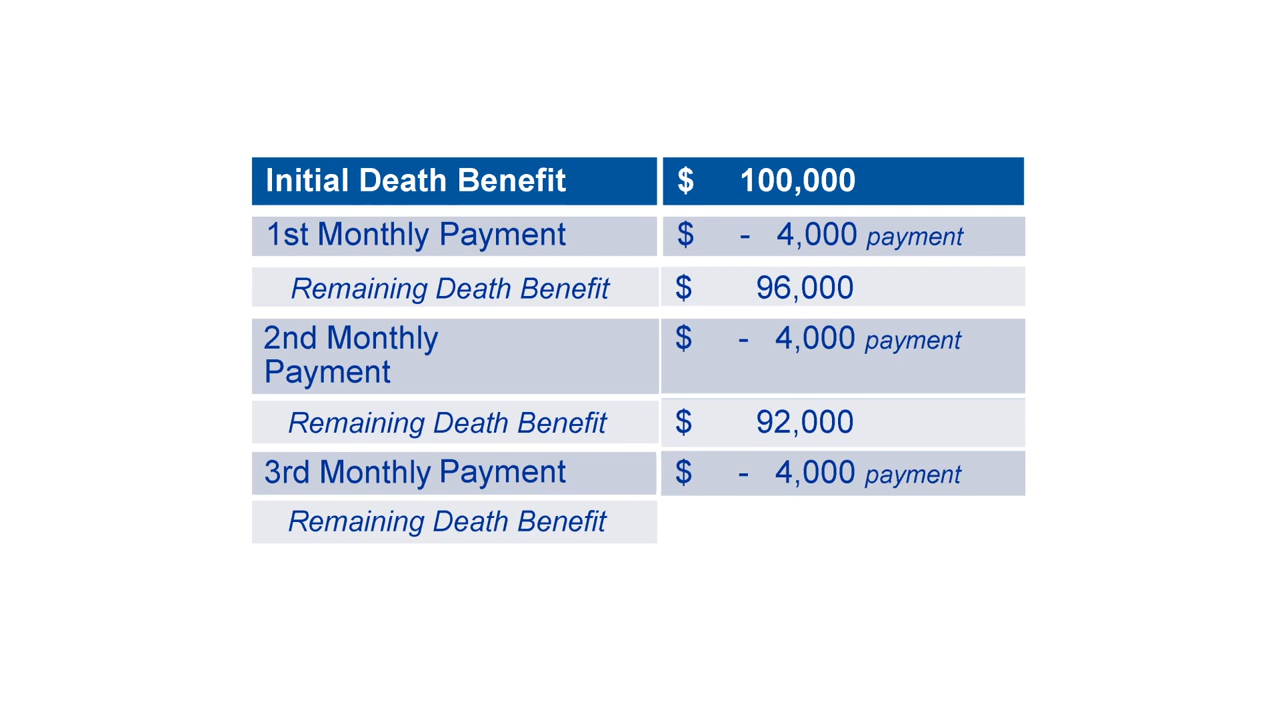 Initial Death Benefit $ 100,000
1st Monthly Payment $ - 4,000 payment
Remaining Death Benefit $ 96,000
2nd Monthly $ - 4,000 payment
Payment
Remaining Death Benefit $ 92,000
3rd Monthly Payment $ - 4,000 payment
Remaining Death Benefit